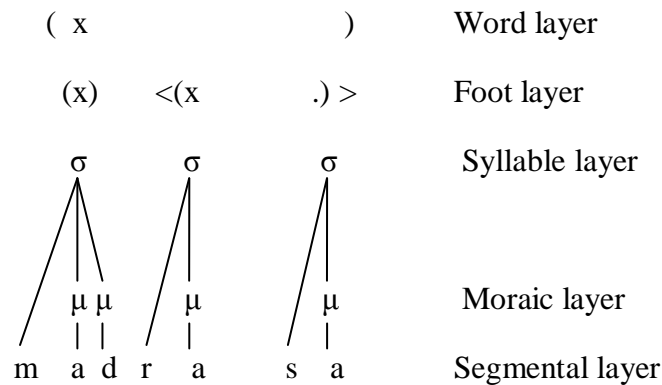 ( x ) Word layer
(x) <(x .) > Foot layer
σ σ σ Syllable layer
μ μ μ μ Moraic layer
m a d r a s a Segmental layer